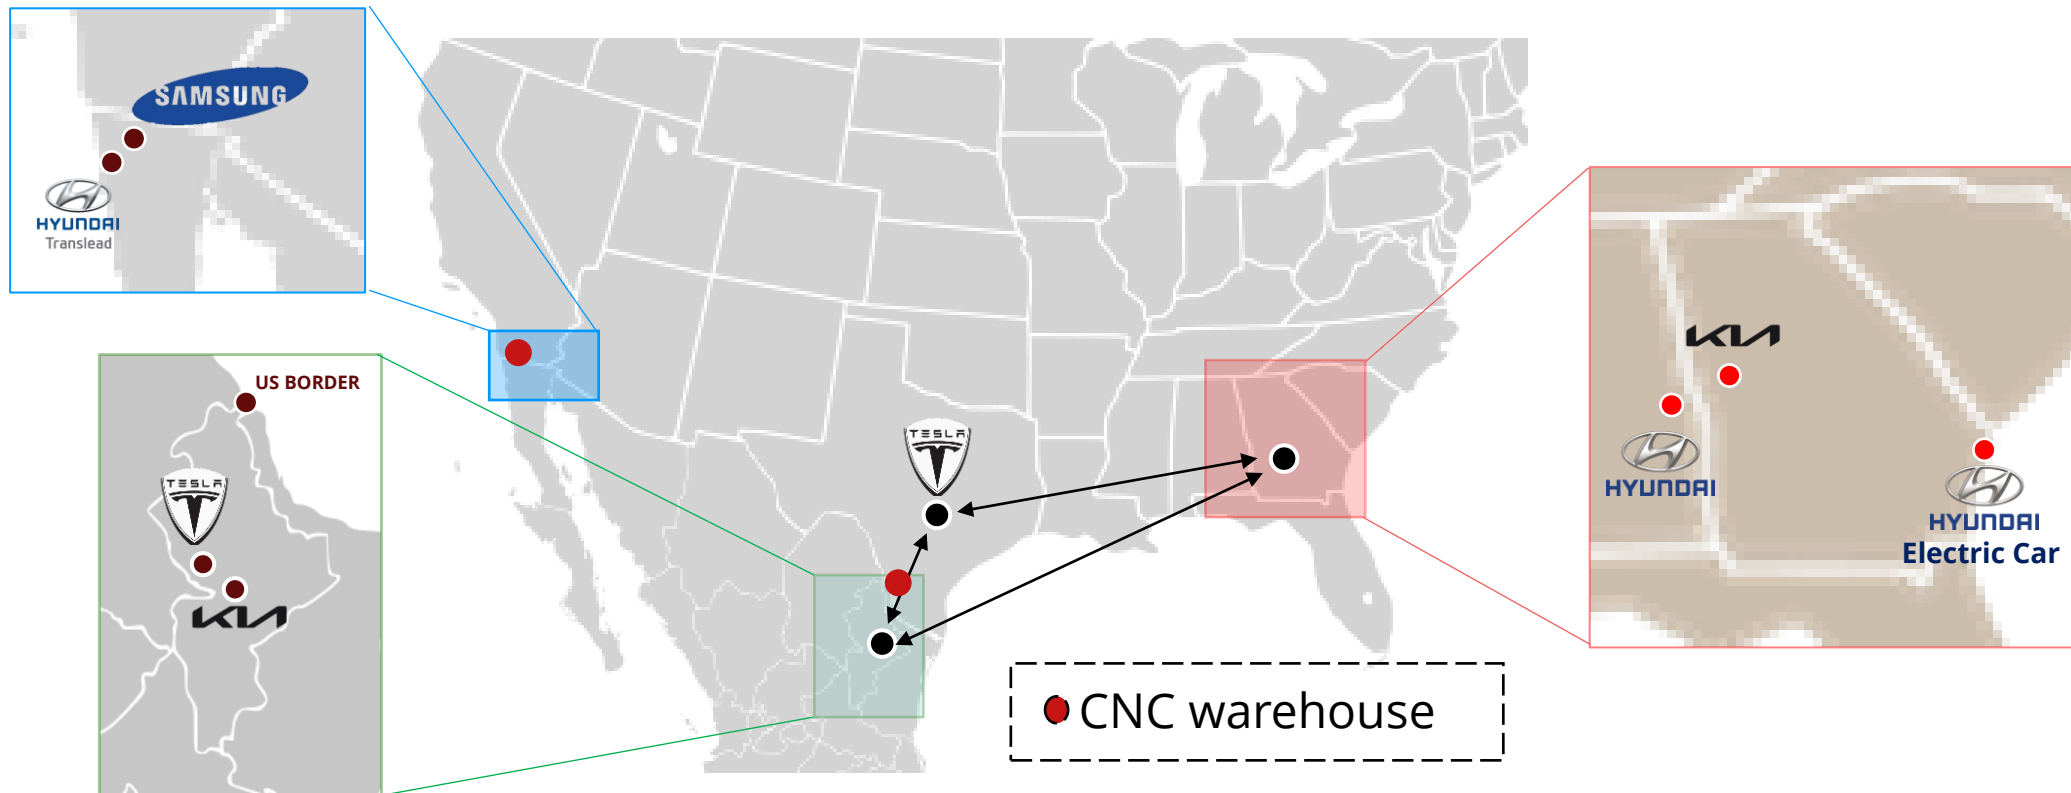 SAMSUNG
HYUNDAI
Translead
US BORDER
TESLA
KIA
TESLA
KIA
HYUNDAI
HYUNDAI
Electric Car
CNC warehouse